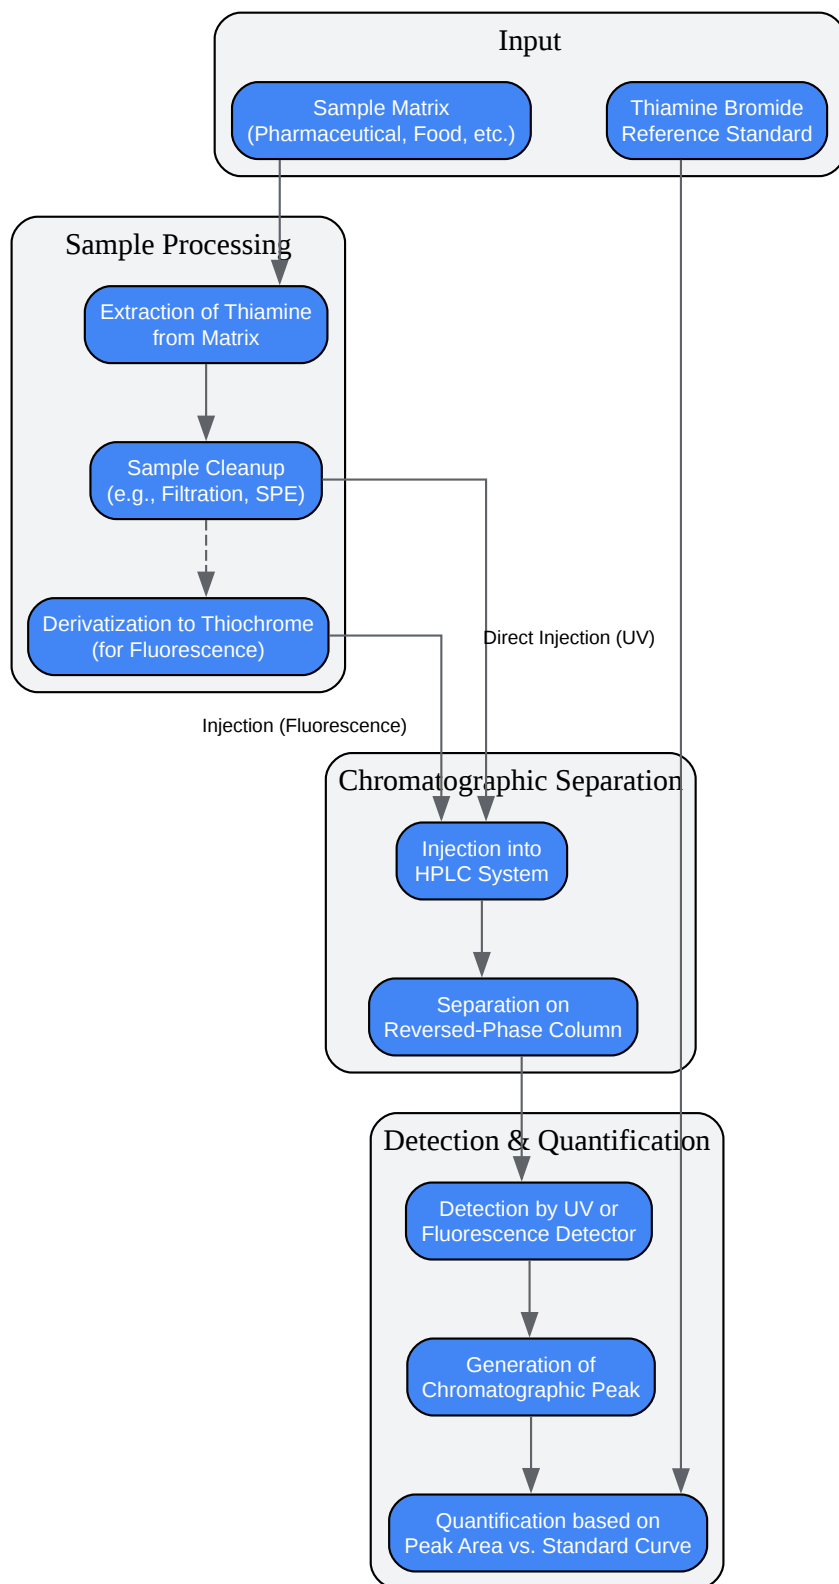 Input
Sample Matrix
(Pharmaceutical, Food, etc.)
Thiamine Bromide
Reference Standard
Sample Processing
Extraction of Thiamine
from Matrix
Sample Cleanup
(e.g., Filtration, SPE)
Derivatization to Thiochrome
(for Fluorescence)
Direct Injection (UV)
Injection (Fluorescence)
Chromatographic Separation
Injection into
HPLC System
Separation on
Reversed-Phase Column
Detection & Quantification
Detection by UV or
Fluorescence Detector
Generation of
Chromatographic Peak
Quantification based on
Peak Area vs. Standard Curve